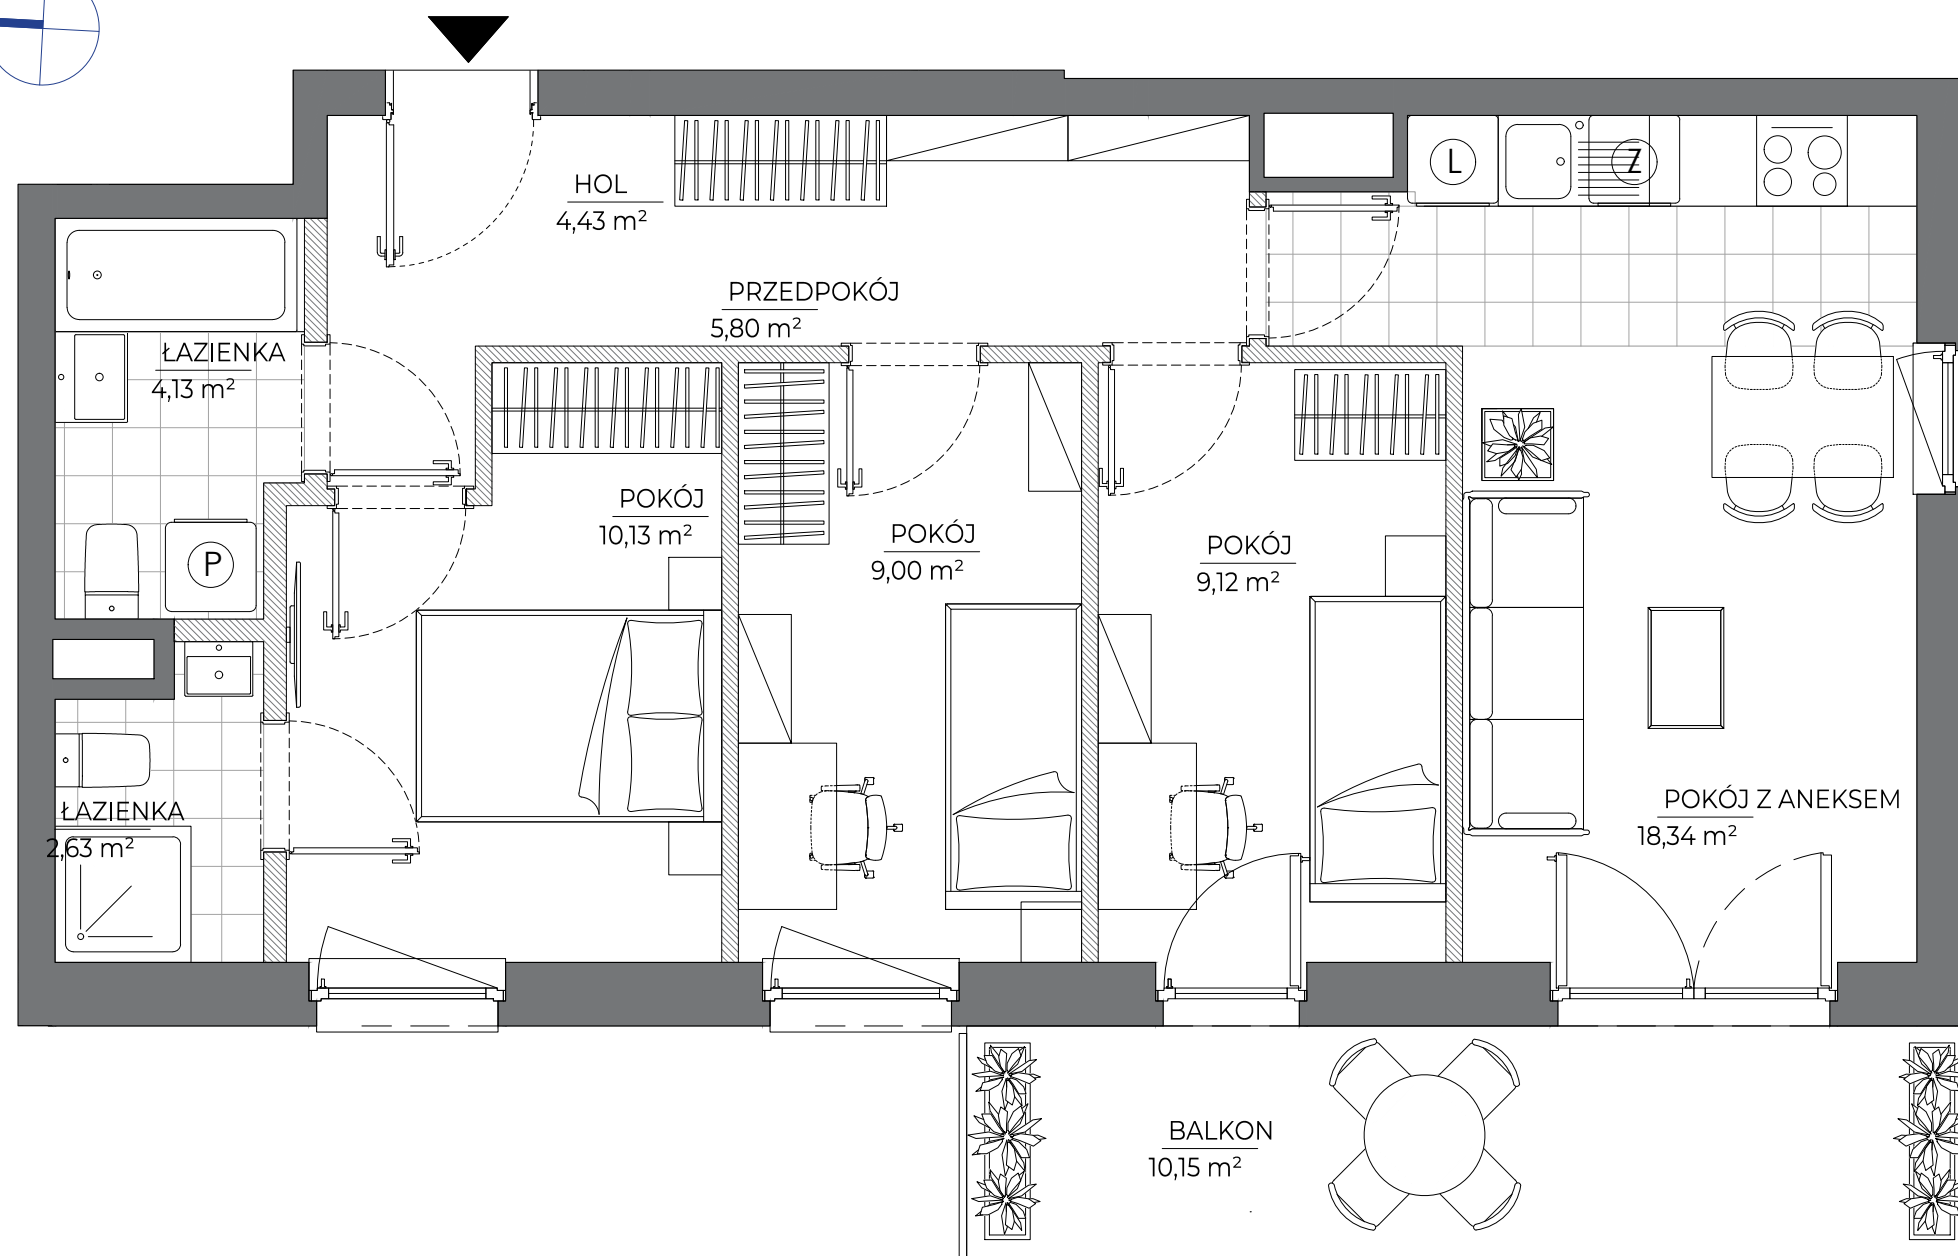 HOL
4,43 m²
L
Z
PRZEDPOKÓJ
5,80 m²
ŁAZIENKA
4,13 m²
POKÓJ
10,13 m²
POKÓJ
9,00 m²
POKÓJ
9,12 m²
P
POKÓJ Z ANEKSEM
18,34 m²
ŁAZIENKA
2,63 m²
BALKON
10,15 m²